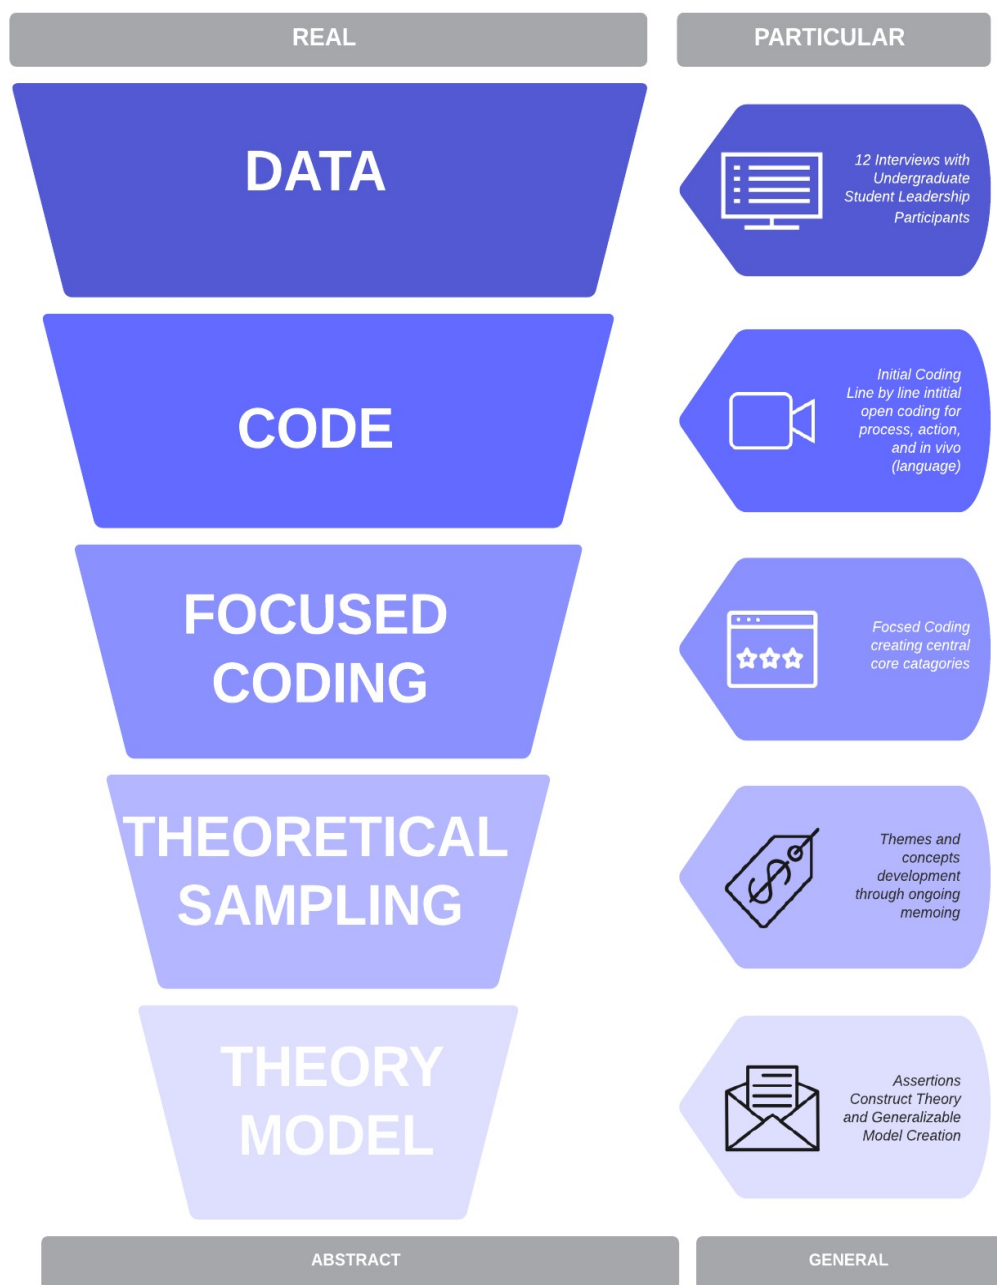 REAL
PARTICULAR
DATA
12 Interviews with
Undergraduate
Student Leadership
Participants
CODE
Initial Coding
Line by line intitial
open coding for
process, action,
and in vivo
(language)
FOCUSED
CODING
Focsed Coding
creating central
core catagories
THEORETICAL
SAMPLING
Themes and
concepts
development
through ongoing
memoing
THEORY
MODEL
Assertions
Construct Theory
and Generalizable
Model Creation
ABSTRACT
GENERAL